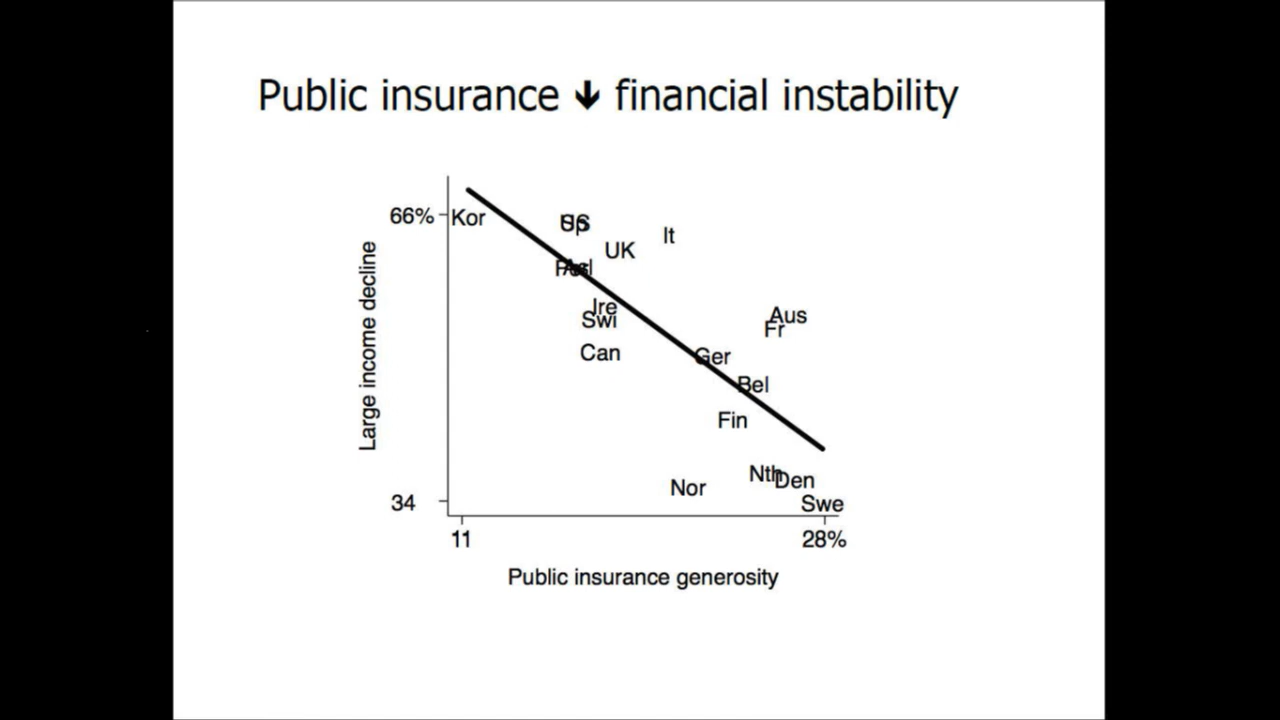 Public insurance 🡻 financial instability
66%
Kor
US
It
UK
Ire
Swi
Aus
Fr
Can
Ger
Bel
Fin
Nth
Den
Nor
Swe
34
11
28%
Large income decline
Public insurance generosity